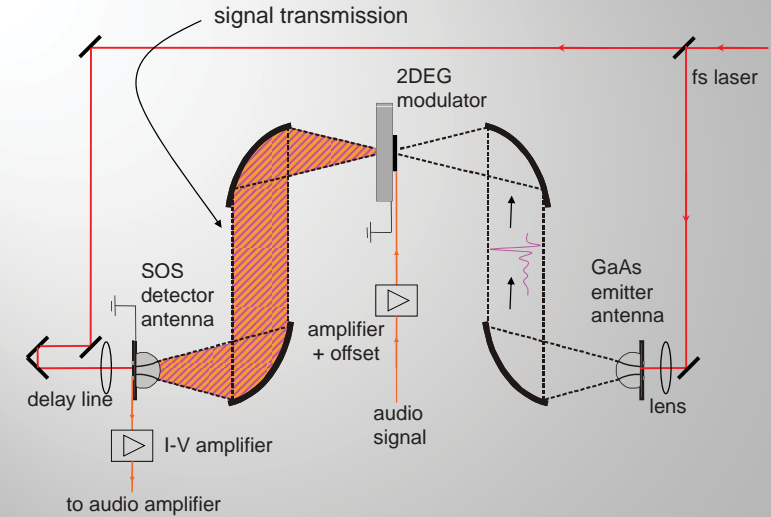 signal transmission
2DEG
modulator
fs laser
SOS
detector
antenna
GaAs
emitter
antenna
amplifier
+ offset
delay line
lens
audio
signal
I-V amplifier
to audio amplifier